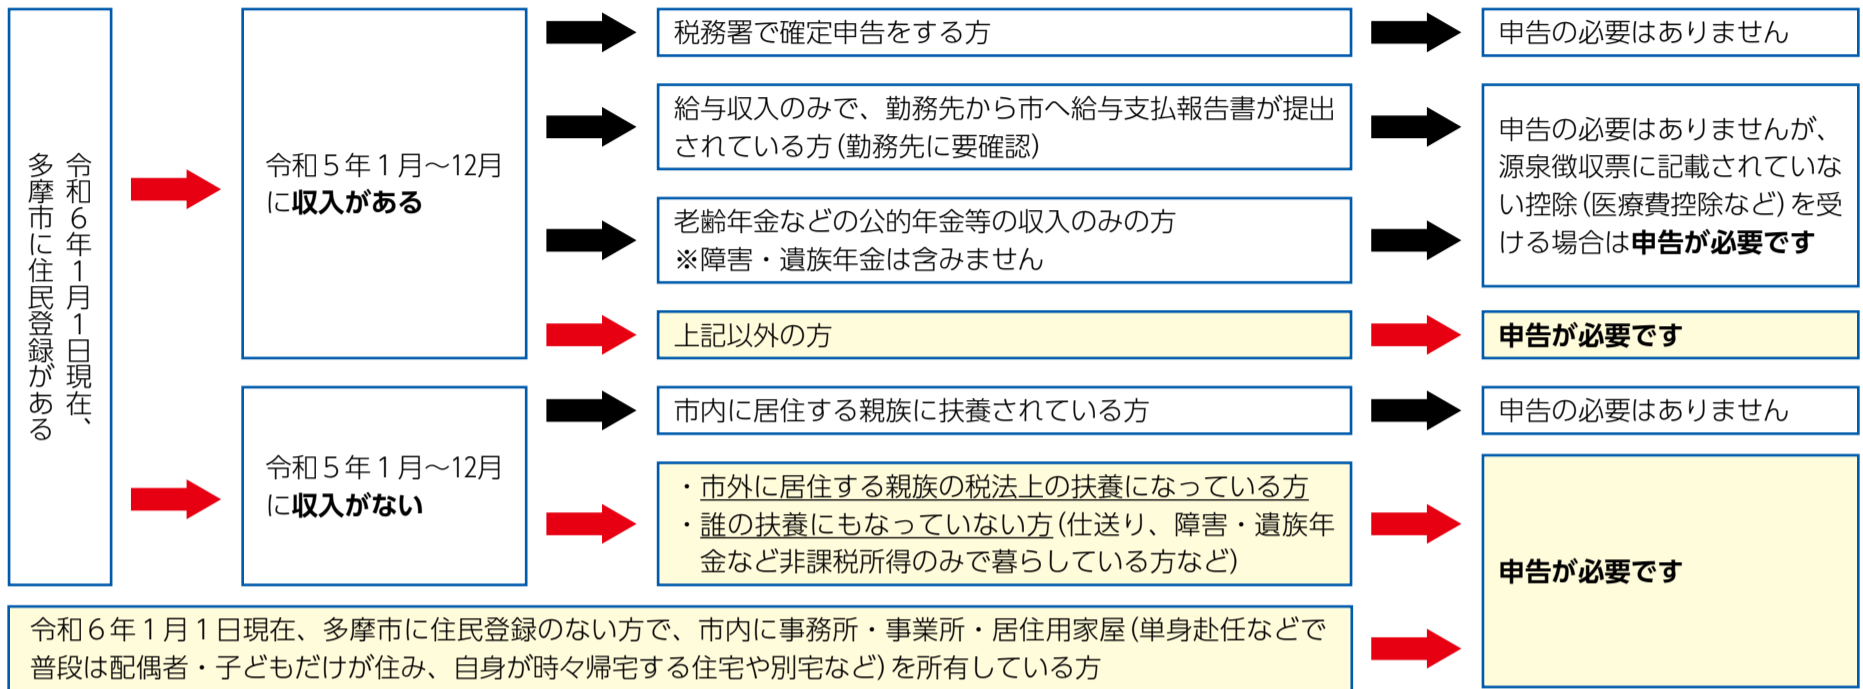 令和６年１月１日現在、
多摩市に住民登録がある
令和５年１月～12月
に収入がある
税務署で確定申告をする方
申告の必要はありません
給与収入のみで、勤務先から市へ給与支払報告書が提出
されている方（勤務先に要確認）
老齢年金などの公的年金等の収入のみの方
※障害・遺族年金は含みません
申告の必要はありませんが、
源泉徴収票に記載されていな
い控除（医療費控除など）を受
ける場合は申告が必要です
上記以外の方
申告が必要です
令和５年１月～12月
に収入がない
市内に居住する親族に扶養されている方
申告の必要はありません
・市外に居住する親族の税法上の扶養になっている方
・誰の扶養にもなっていない方（仕送り、障害・遺族年
金など非課税所得のみで暮らしている方など）
令和６年１月１日現在、多摩市に住民登録のない方で、市内に事務所・事業所・居住用家屋（単身赴任などで
普段は配偶者・子どもだけが住み、自身が時々帰宅する住宅や別宅など）を所有している方
申告が必要です